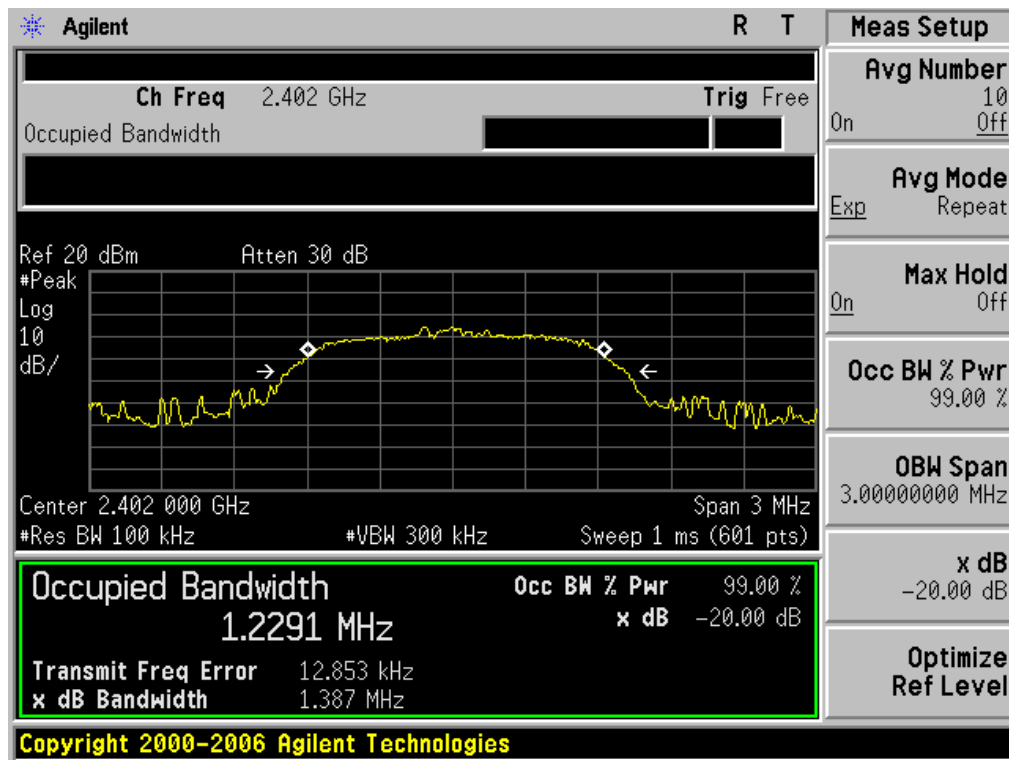 Agilent R T
Ch Freq 2.402 GHz Trig Free
Occupied Bandwidth
Ref 20 dBm Atten 30 dB
#Peak
Log
10
dB/
Center 2.402 000 GHz Span 3 MHz
#Res BW 100 kHz #VBW 300 kHz Sweep 1 ms (601 pts)
Occupied Bandwidth Occ BW % Pwr 99.00 %
1.2291 MHz x dB -20.00 dB
Transmit Freq Error 12.853 kHz
x dB Bandwidth 1.387 MHz
Copyright 2000-2006 Agilent Technologies
Meas Setup
Avg Number
10
On Off
Avg Mode
Exp Repeat
Max Hold
On Off
Occ BW % Pwr
99.00 %
OBW Span
3.00000000 MHz
x dB
-20.00 dB
Optimize
Ref Level